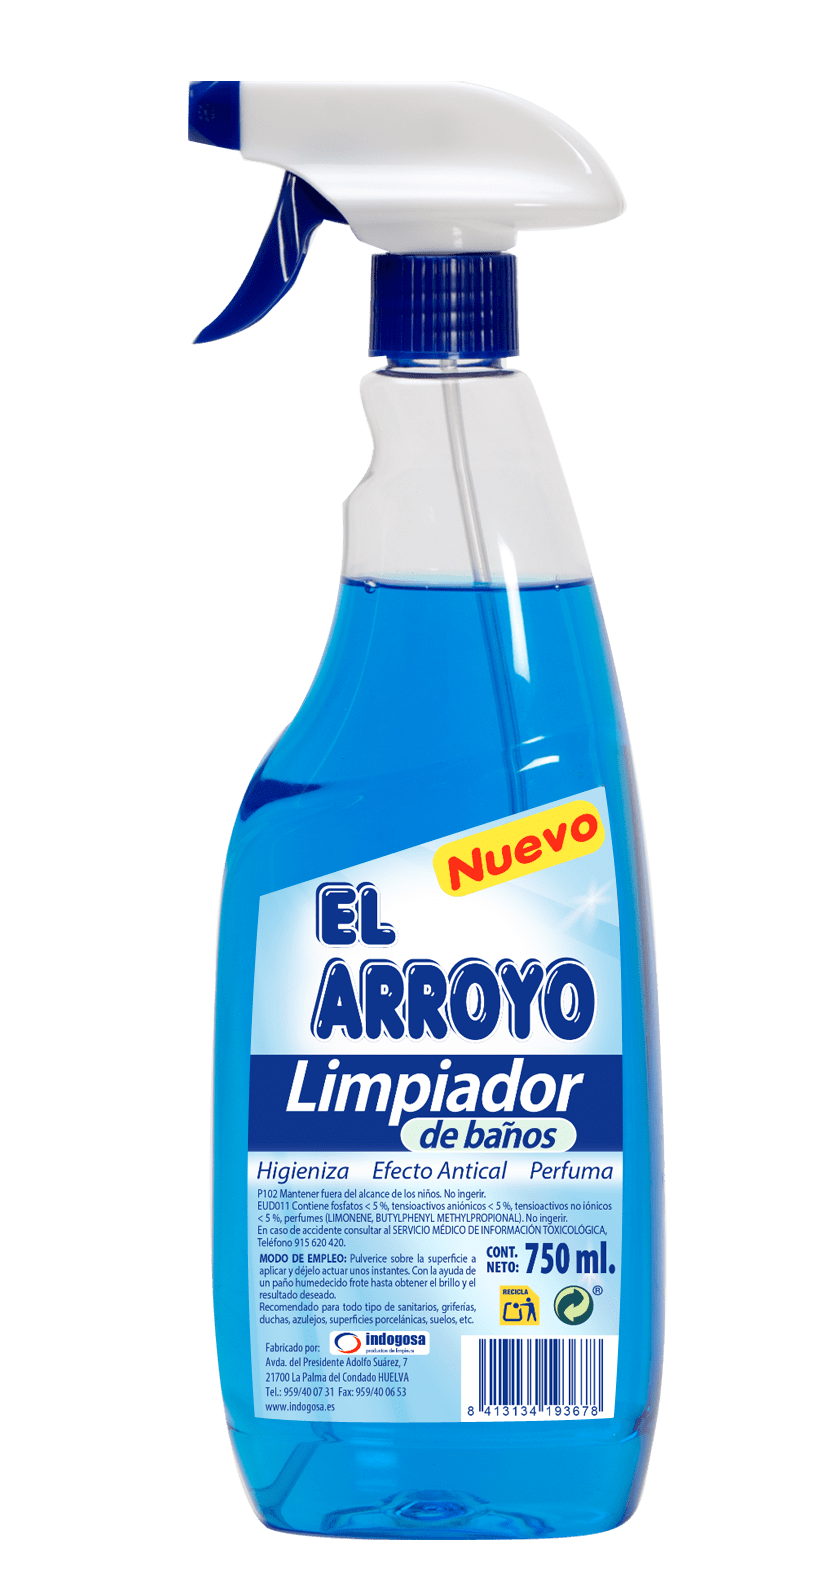 Nuevo
EL
ARROYO
Limpiador
de baños
Higieniza Efecto Antical Perfuma
P102 Mantener fuera del alcance de los niños. No ingerir.
EUD011 Contiene fosfatos < 5 %, tensioactivos aniónicos < 5 %, tensioactivos no iónicos
< 5 %, perfumes (LIMONENE, BUTYLPHENYL METHYLPROPIONAL). No ingerir.
En caso de accidente consultar al SERVICIO MÉDICO DE INFORMACIÓN TOXICOLÓGICA,
Teléfono 915 620 420.
MODO DE EMPLEO: Pulverice sobre la superficie a
aplicar y déjelo actuar unos instantes. Con la ayuda de
un paño humedecido frote hasta obtener el brillo y el
resultado deseado.
Recomendado para todo tipo de sanitarios, griferías,
duchas, azulejos, superficies porcelánicas, suelos, etc.
CONT.
NETO: 750 ml.
RECICLA
®
Fabricado por: indogosa
productos de limpieza
Avda. del Presidente Adolfo Suárez, 7
21700 La Palma del Condado HUELVA
Tel.: 959/40 07 31 Fax: 959/40 06 53
www.indogosa.es
8 413134 193678